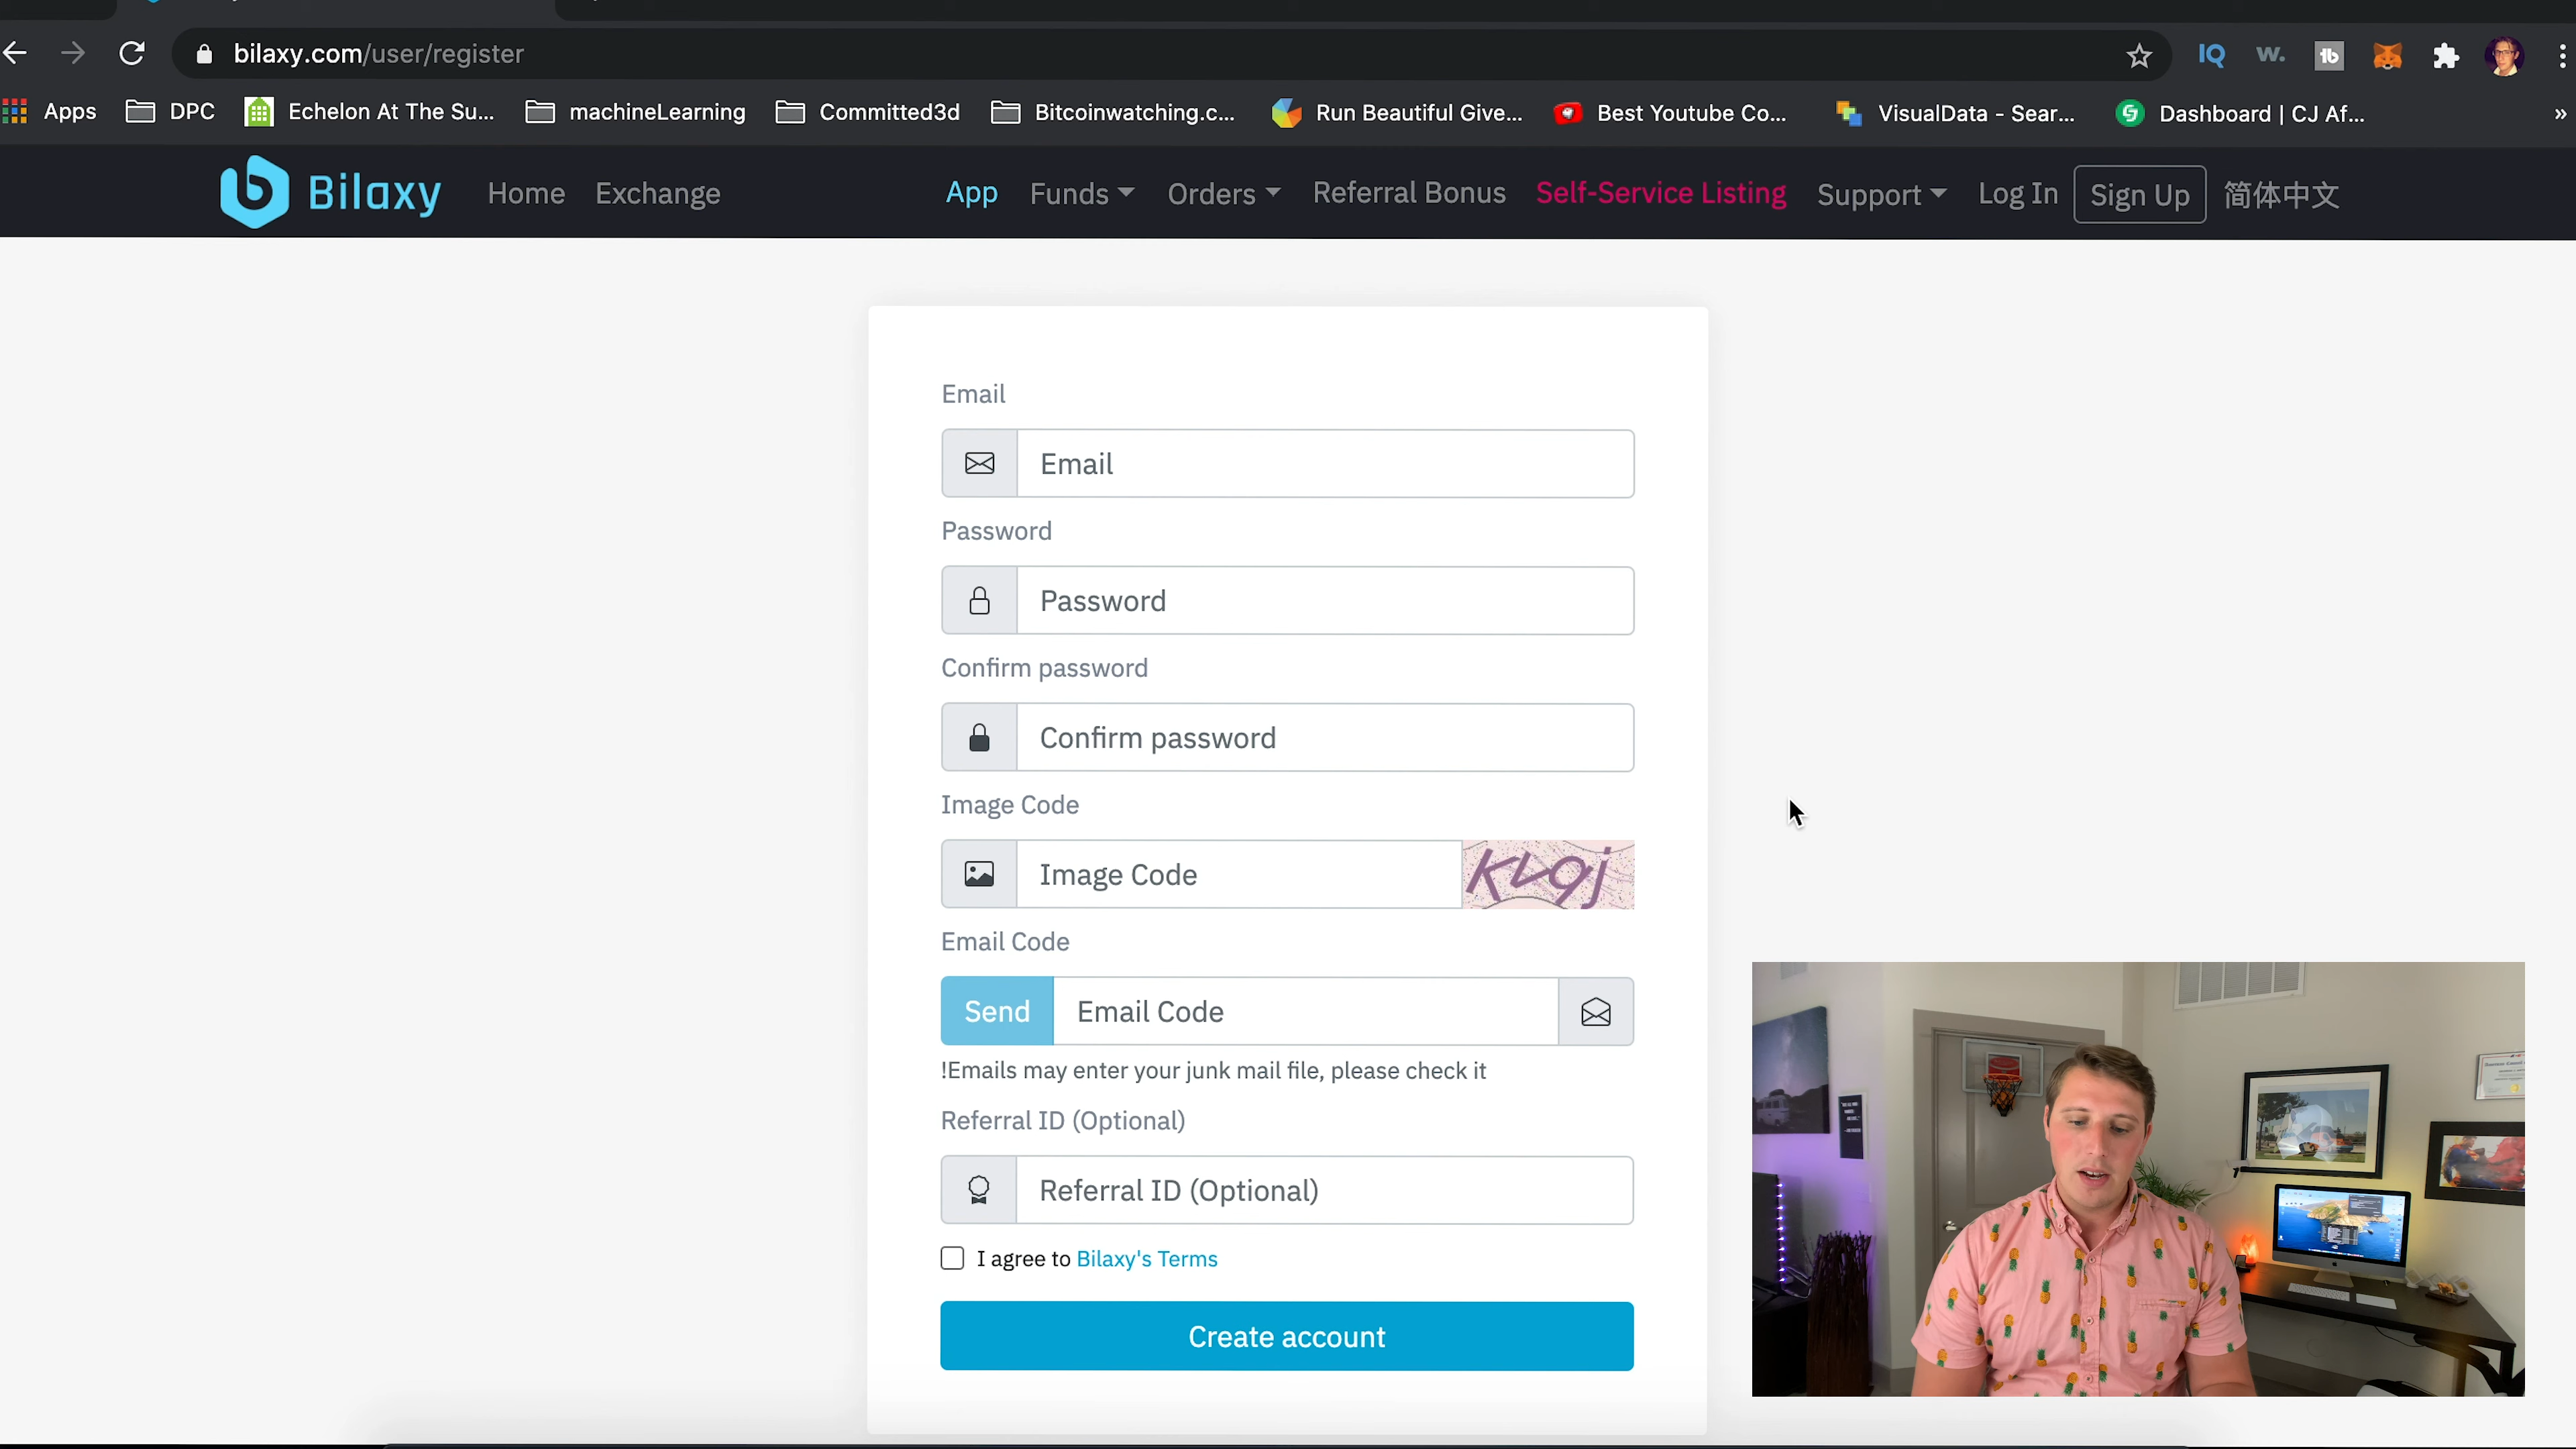 bilaxy.com/user/register
IQ w. tb
Apps DPC Echelon At The Su... machineLearning Committed3d Bitcoinwatching.c... Run Beautiful Give... Best Youtube Co... VisualData - Sear... Dashboard | CJ Af... »
Bilaxy Home Exchange App Funds Orders Referral Bonus Self-Service Listing Support Log In Sign Up 简体中文
Email
Email
Password
Password
Confirm password
Confirm password
Image Code
Image Code
Email Code
Send Email Code
!Emails may enter your junk mail file, please check it
Referral ID (Optional)
Referral ID (Optional)
I agree to Bilaxy's Terms
Create account